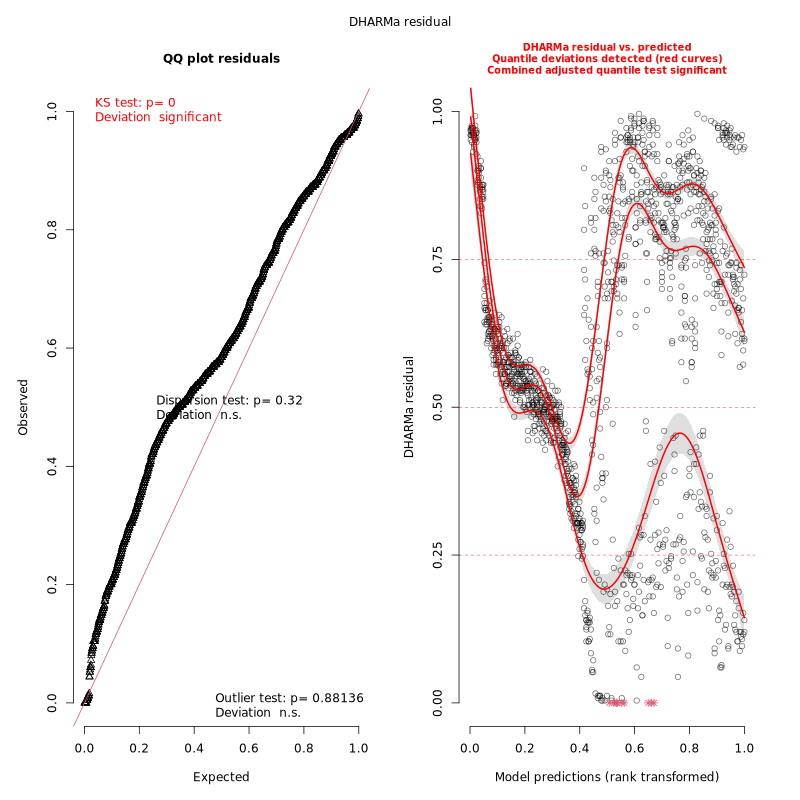 DHARMa residual
QQ plot residuals
KS test: p= 0
Deviation  significant
Dispersion test: p= 0.32
Deviation  n.s.
Outlier test: p= 0.88136
Deviation  n.s.
Observed
0.0
0.2
0.4
0.6
0.8
1.0
0.0
0.2
0.4
0.6
0.8
1.0
Expected
DHARMa residual vs. predicted
Quantile deviations detected (red curves)
Combined adjusted quantile test significant
DHARMa residual
0.00
0.25
0.50
0.75
1.00
0.0
0.2
0.4
0.6
0.8
1.0
Model predictions (rank transformed)